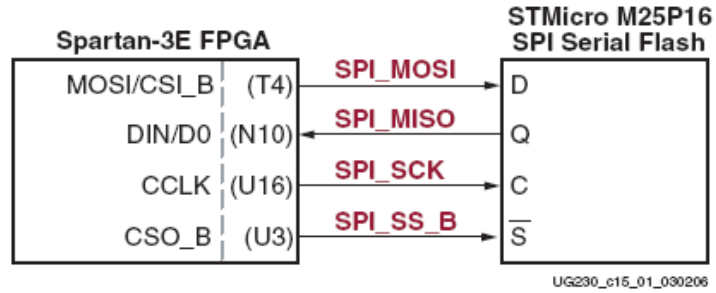 Spartan-3E FPGA
STMicro M25P16
SPI Serial Flash
MOSI/CSI_B (T4) SPI_MOSI D
DIN/D0 (N10) SPI_MISO Q
CCLK (U16) SPI_SCK C
CSO_B (U3) SPI_SS_B S̅
UG230_c15_01_030206